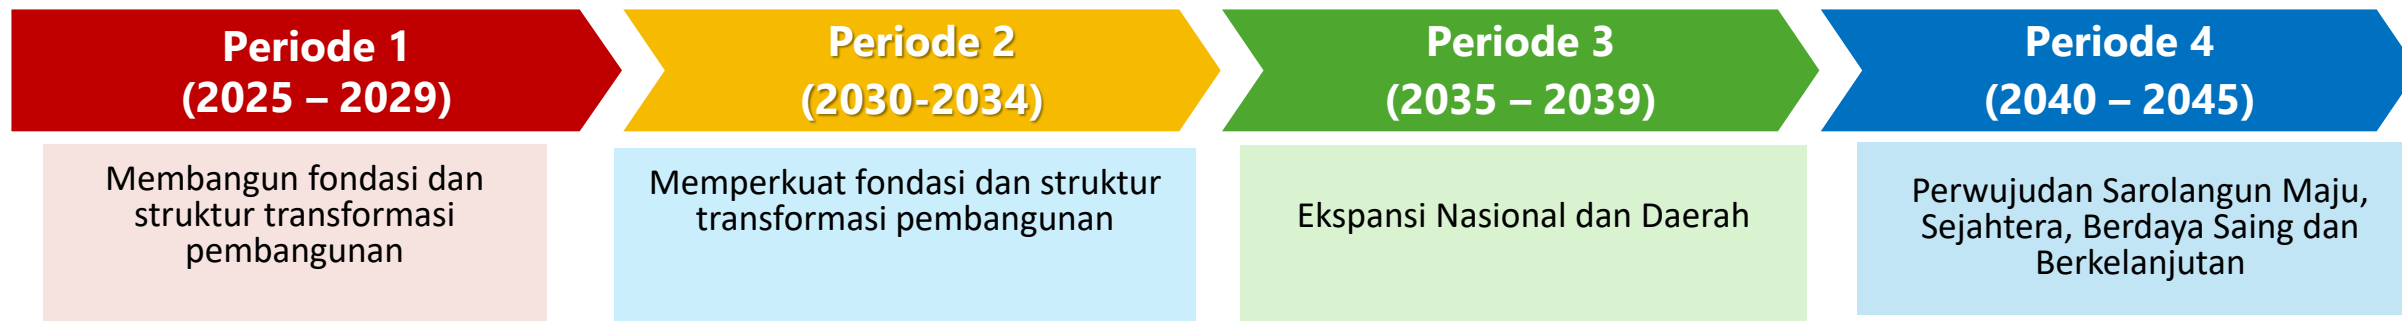 Periode 1
(2025 – 2029)
Membangun fondasi dan
struktur transformasi
pembangunan
Periode 2
(2030-2034)
Memperkuat fondasi dan struktur
transformasi pembangunan
Periode 3
(2035 – 2039)
Ekspansi Nasional dan Daerah
Periode 4
(2040 – 2045)
Perwujudan Sarolangun Maju,
Sejahtera, Berdaya Saing dan
Berkelanjutan